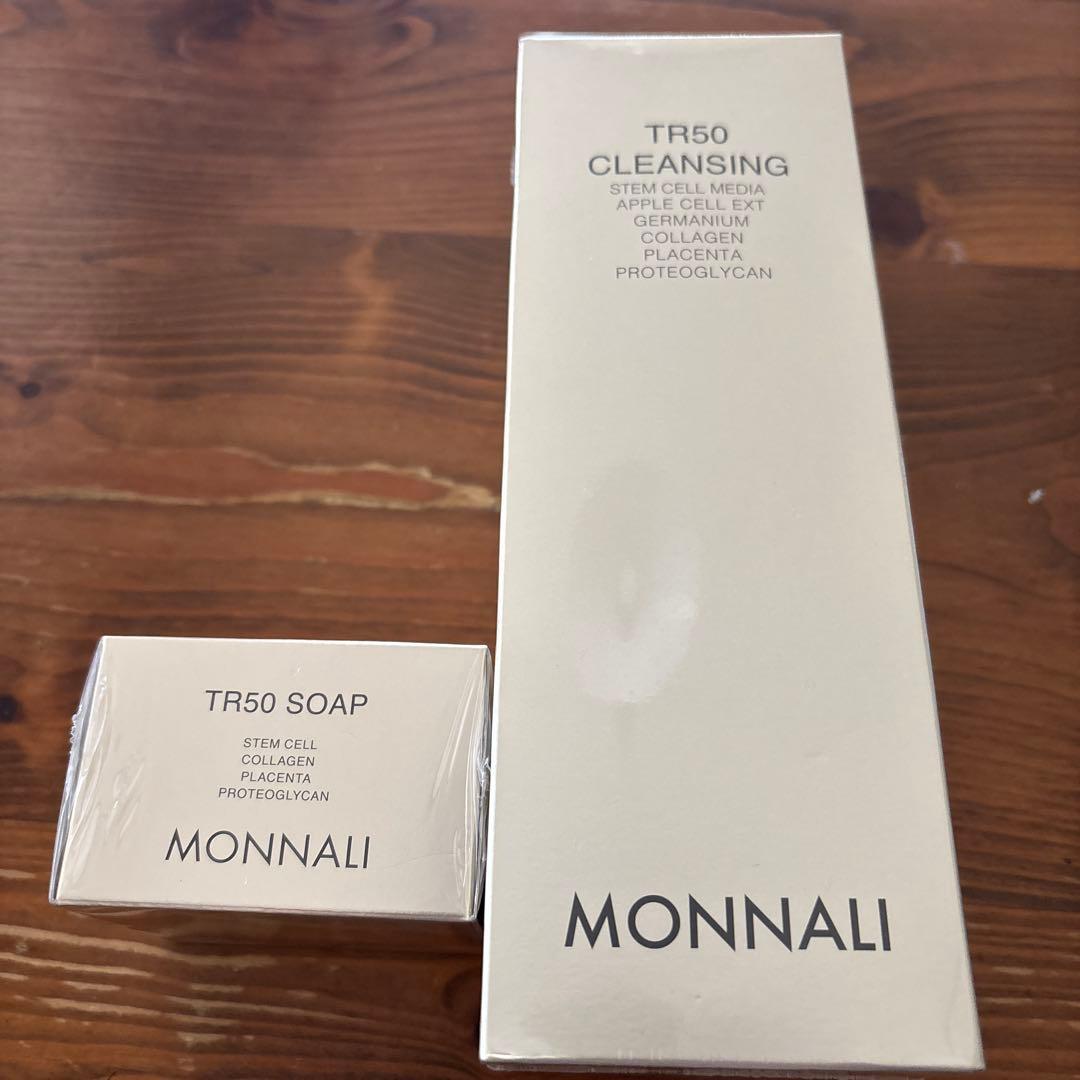 TR50
CLEANSING
STEM CELL MEDIA
APPLE CELL EXT
GERMANIUM
COLLAGEN
PLACENTA
PROTEOGLYCAN
MONNALI
TR50 SOAP
STEM CELL
COLLAGEN
PLACENTA
PROTEOGLYCAN
MONNALI